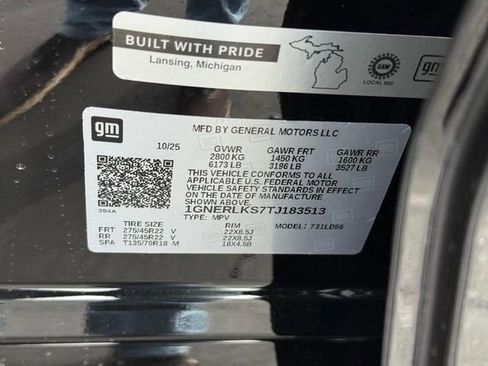 BUILT WITH PRIDE
Lansing, Michigan
UAW
LOCAL 602
gm
gm
MFD BY GENERAL MOTORS LLC
10/25 GVWR GAWR FRT GAWR RR
2800 KG 1450 KG 1600 KG
6173 LB 3196 LB 3527 LB
THIS VEHICLE CONFORMS TO ALL
APPLICABLE U.S. FEDERAL MOTOR
VEHICLE SAFETY STANDARDS IN EFFECT
ON THE DATE OF MANUFACTURE
SHOWN ABOVE.
1GNERLKS7TJ183513
TYPE: MPV MODEL: 731LD56
394A
TIRE SIZE RIM
FRT 275/45R22 V 22X8.5J
RR 275/45R22 V 22X8.5J
SPA T135/70R18 M 18X4.5B